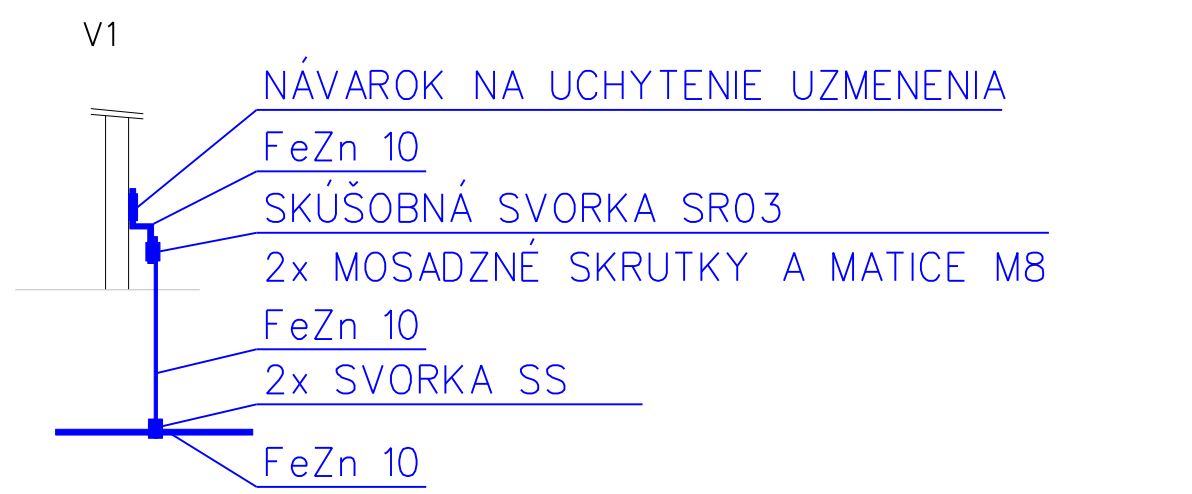 V1
NÁVAROK NA UCHYTENIE UZMENENIA
FeZn 10
SKÚŠOBNÁ SVORKA SR03
2x MOSADZNÉ SKRUTKY A MATICE M8
FeZn 10
2x SVORKA SS
FeZn 10